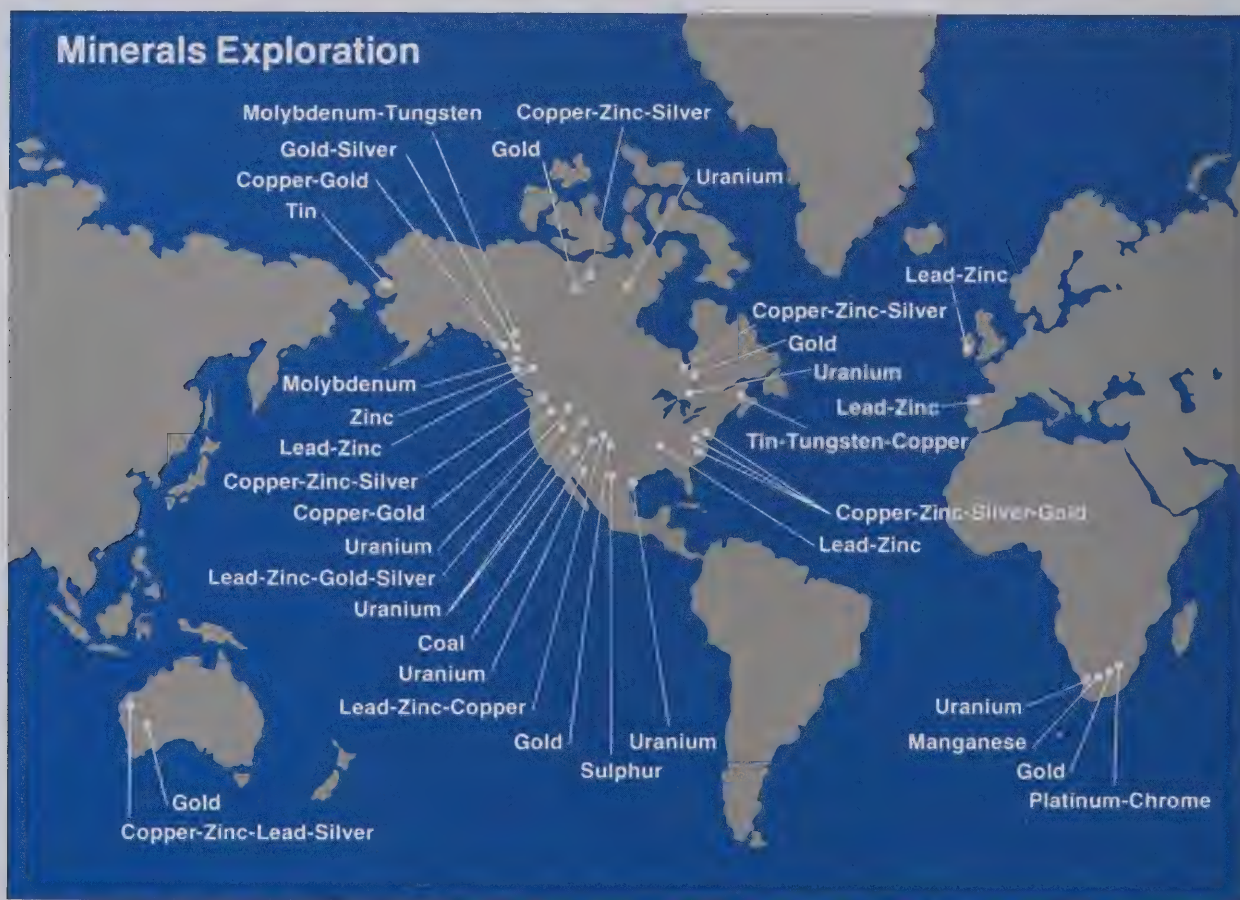 Minerals Exploration
Molybdenum-Tungsten
Copper-Zinc-Silver
Gold-Silver
Gold
Copper-Gold
Uranium
Tin
Lead-Zinc
Copper-Zinc-Silver
Gold
Uranium
Molybdenum
Lead-Zinc
Zinc
Tin-Tungsten-Copper
Lead-Zinc
Copper-Zinc-Silver
Copper-Gold
Copper-Zinc-Silver-Gold
Uranium
Lead-Zinc
Lead-Zinc-Gold-Silver
Uranium
Coal
Uranium
Lead-Zinc-Copper
Uranium
Gold
Uranium
Manganese
Sulphur
Gold
Gold
Platinum-Chrome
Copper-Zinc-Lead-Silver